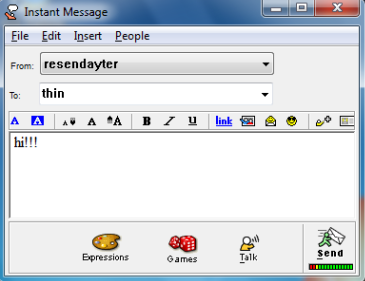 Instant Message
File Edit Insert People
From: resendayter
To: thin
A A A A A B I U link
hi!!!
Expressions Games Talk Send